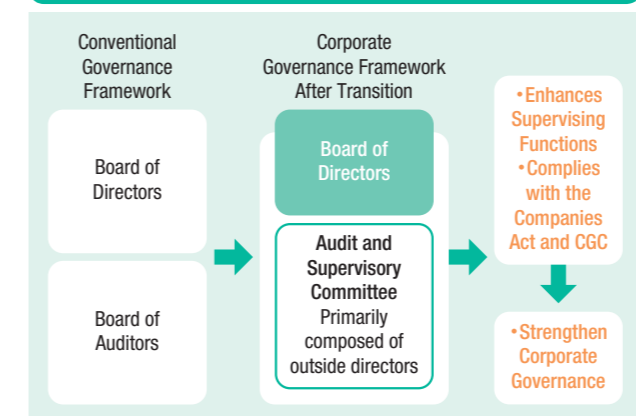 Conventional
Governance
Framework
Board of
Directors
Board of
Auditors
Corporate
Governance Framework
After Transition
Board of
Directors
Audit and
Supervisory
Committee
Primarily
composed of
outside directors
•Enhances
Supervising
Functions
•Complies
with the
Companies
Act and CGC
•Strengthen
Corporate
Governance